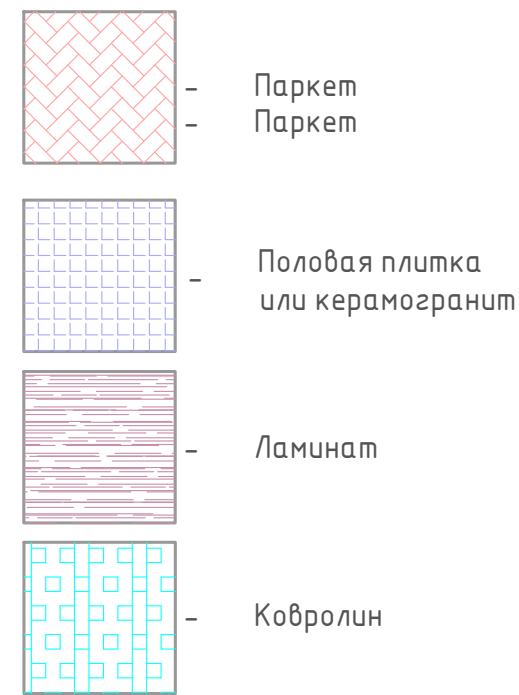 - Паркет
- Паркет
- Половая плитка
или керамогранит
- Ламинат
- Ковролин